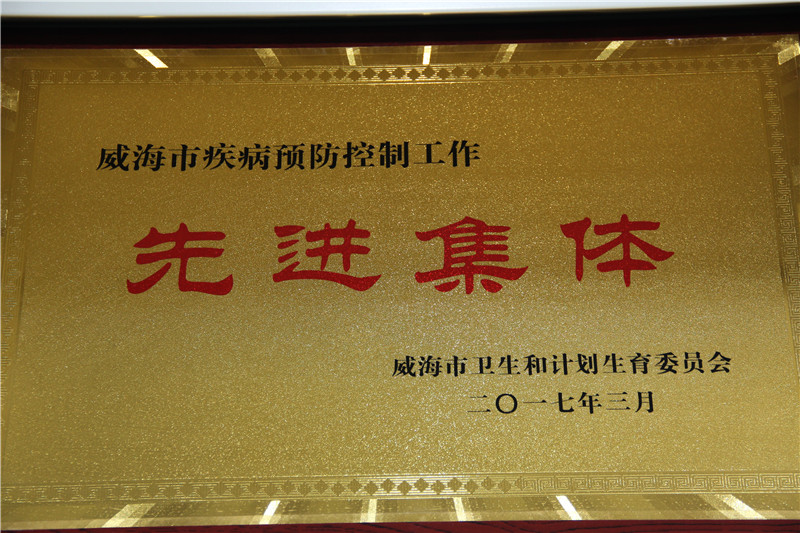 威海市疾病预防控制工作
先进集体
威海市卫生和计划生育委员会
二〇一七年三月